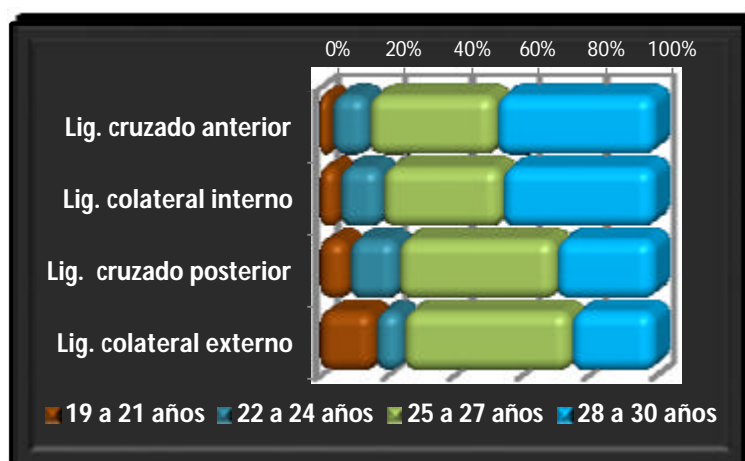 0% 20% 40% 60% 80% 100%
Lig. cruzado anterior
Lig. colateral interno
Lig. cruzado posterior
Lig. colateral externo
19 a 21 años 22 a 24 años 25 a 27 años 28 a 30 años